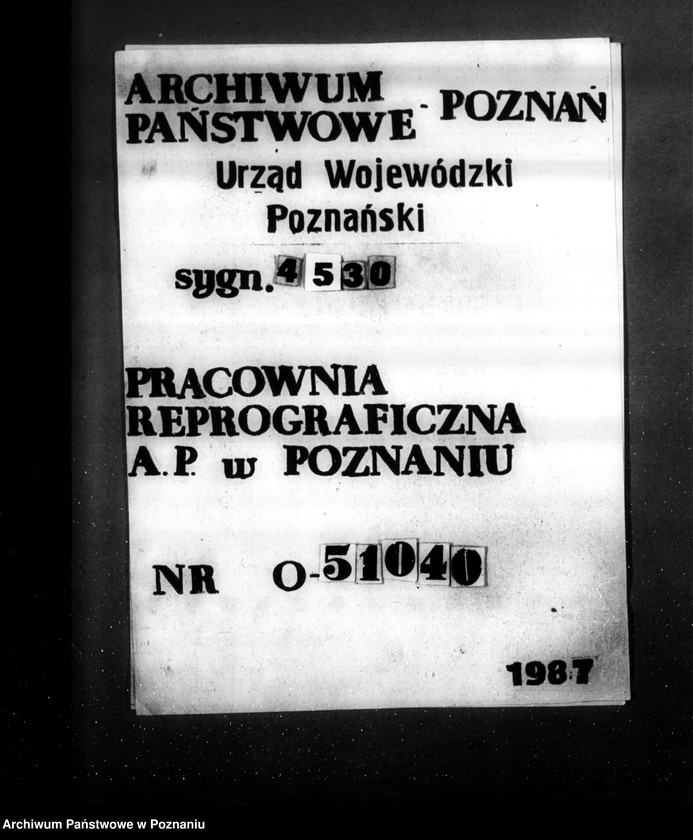 ARCHIWUM
PAŃSTWOWE - POZNAŃ
Urząd Wojewódzki
Poznański
sygn. 4530
PRACOWNIA
REPROGRAFICZNA
A.P. w POZNANIU
NR O-51040
1987
Archiwum Państwowe w Poznaniu